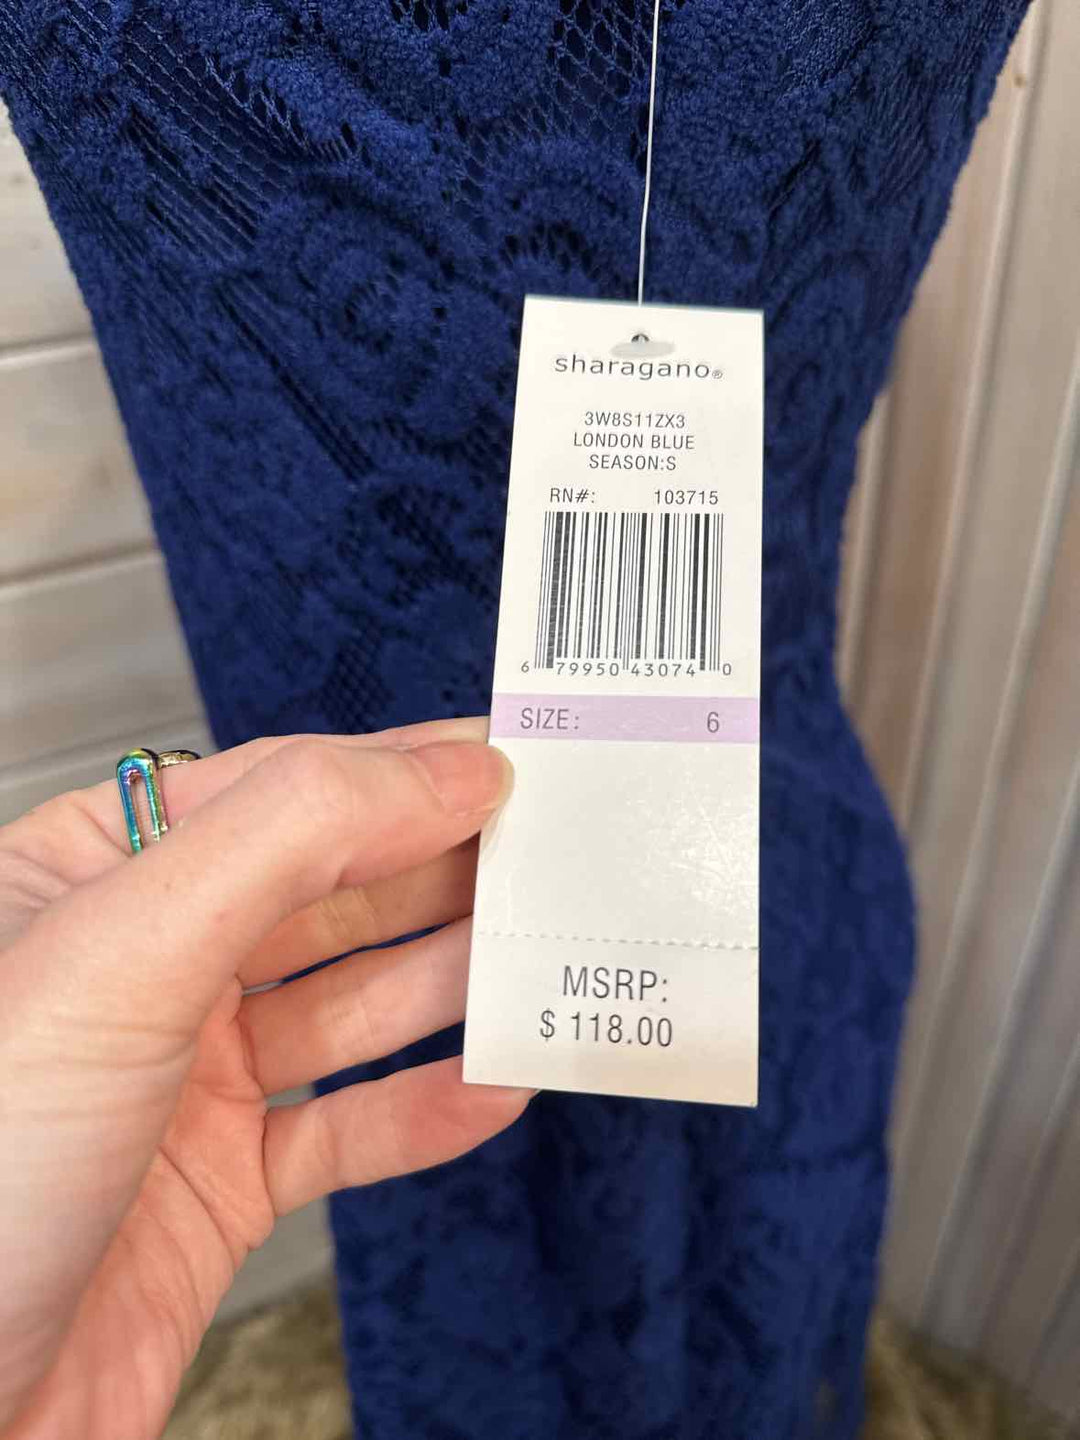 sharagano®
3W8S11ZX3
LONDON BLUE
SEASON:S
RN#: 103715
6 79950 43074 0
SIZE: 6
MSRP:
$ 118.00